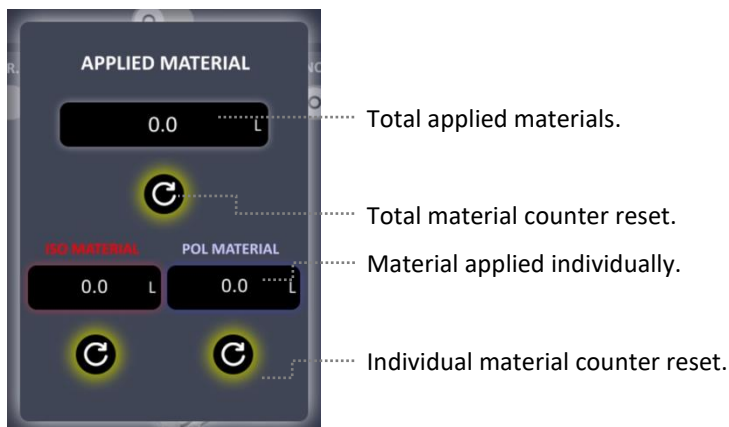 APPLIED MATERIAL
0.0 L
Total applied materials.
Total material counter reset.
ISO MATERIAL POL MATERIAL
Material applied individually.
0.0 L 0.0 L
Individual material counter reset.